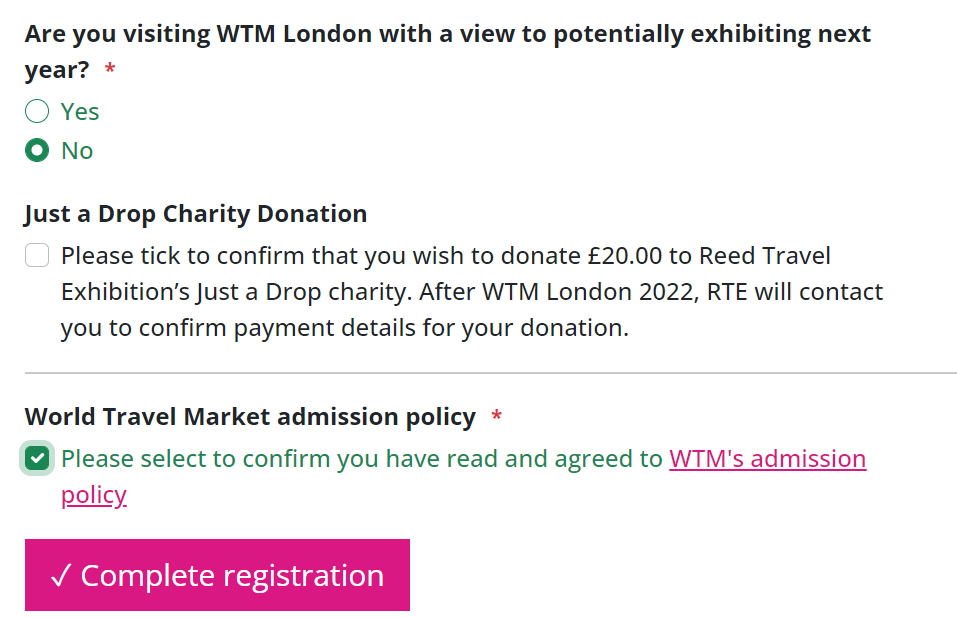 Are you visiting WTM London with a view to potentially exhibiting next
year? *
Yes
No
Just a Drop Charity Donation
Please tick to confirm that you wish to donate £20.00 to Reed Travel
Exhibition’s Just a Drop charity. After WTM London 2022, RTE will contact
you to confirm payment details for your donation.
World Travel Market admission policy *
Please select to confirm you have read and agreed to WTM's admission
policy
✓ Complete registration